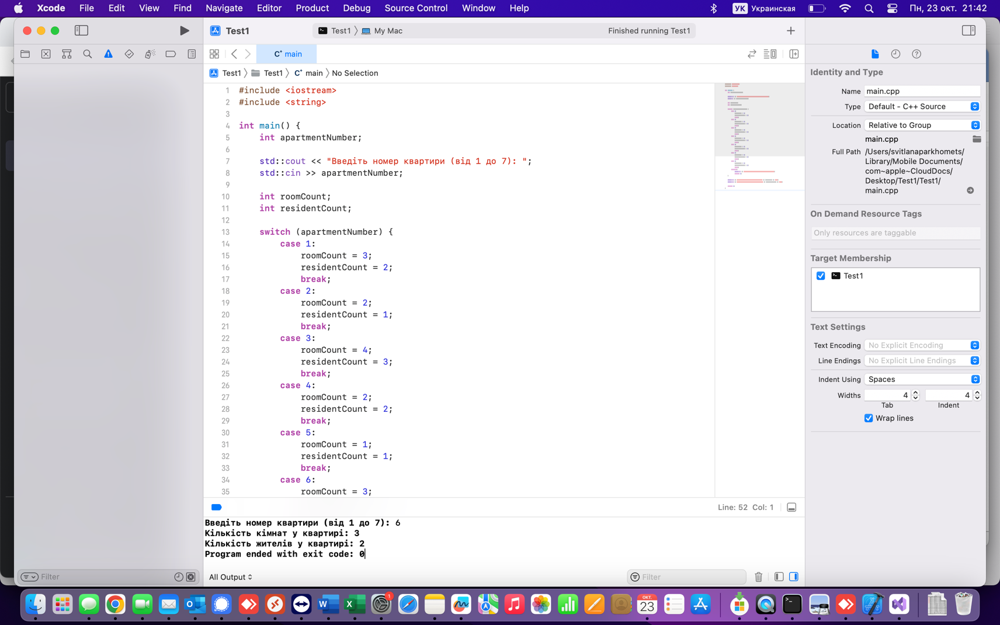 Xcode File Edit View Find Navigate Editor Product Debug Source Control Window Help УК Украинская Пн, 23 окт. 21:42
Test1 Test1 My Mac Finished running Test1
C+ main
Test1 Test1 C+ main No Selection
1 #include <iostream>
2 #include <string>
3
4 int main() {
5 int apartmentNumber;
6
7 std::cout << "Введіть номер квартири (від 1 до 7): ";
8 std::cin >> apartmentNumber;
9
10 int roomCount;
11 int residentCount;
12
13 switch (apartmentNumber) {
14 case 1:
15 roomCount = 3;
16 residentCount = 2;
17 break;
18 case 2:
19 roomCount = 2;
20 residentCount = 1;
21 break;
22 case 3:
23 roomCount = 4;
24 residentCount = 3;
25 break;
26 case 4:
27 roomCount = 2;
28 residentCount = 2;
29 break;
30 case 5:
31 roomCount = 1;
32 residentCount = 1;
33 break;
34 case 6:
35 roomCount = 3;
Line: 52 Col: 1
Введіть номер квартири (від 1 до 7): 6
Кількість кімнат у квартирі: 3
Кількість жителів у квартирі: 2
Program ended with exit code: 0
Filter
All Output
Filter
Identity and Type
Name main.cpp
Type Default - C++ Source
Location Relative to Group
main.cpp
Full Path /Users/svitlanaparkhomets/
Library/Mobile Documents/
com~apple~CloudDocs/
Desktop/Test1/Test1/
main.cpp
On Demand Resource Tags
Only resources are taggable
Target Membership
Test1
Text Settings
Text Encoding No Explicit Encoding
Line Endings No Explicit Line Endings
Indent Using Spaces
Widths 4 4
Tab Indent
Wrap lines
1
ОКТ.
23